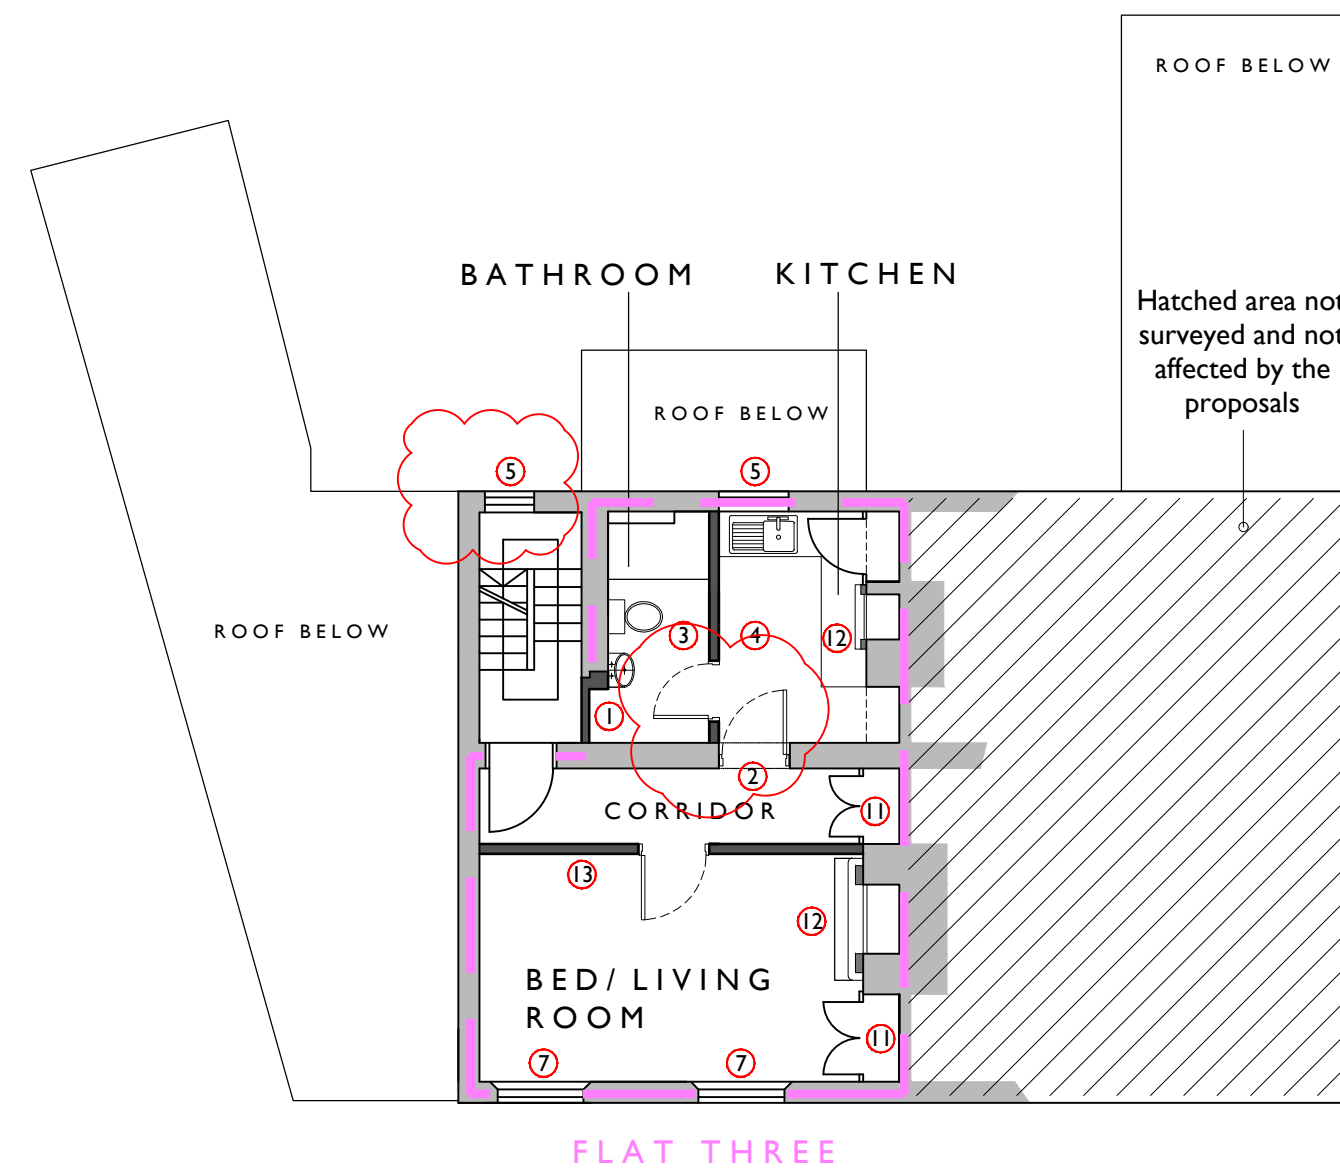 ROOF BELOW
BATHROOM
KITCHEN
Hatched area not
surveyed and not
affected by the
proposals
ROOF BELOW
5
5
ROOF BELOW
3
4
12
1
2
CORRIDOR
11
13
12
BED/ LIVING
ROOM
11
7
7
FLAT THREE